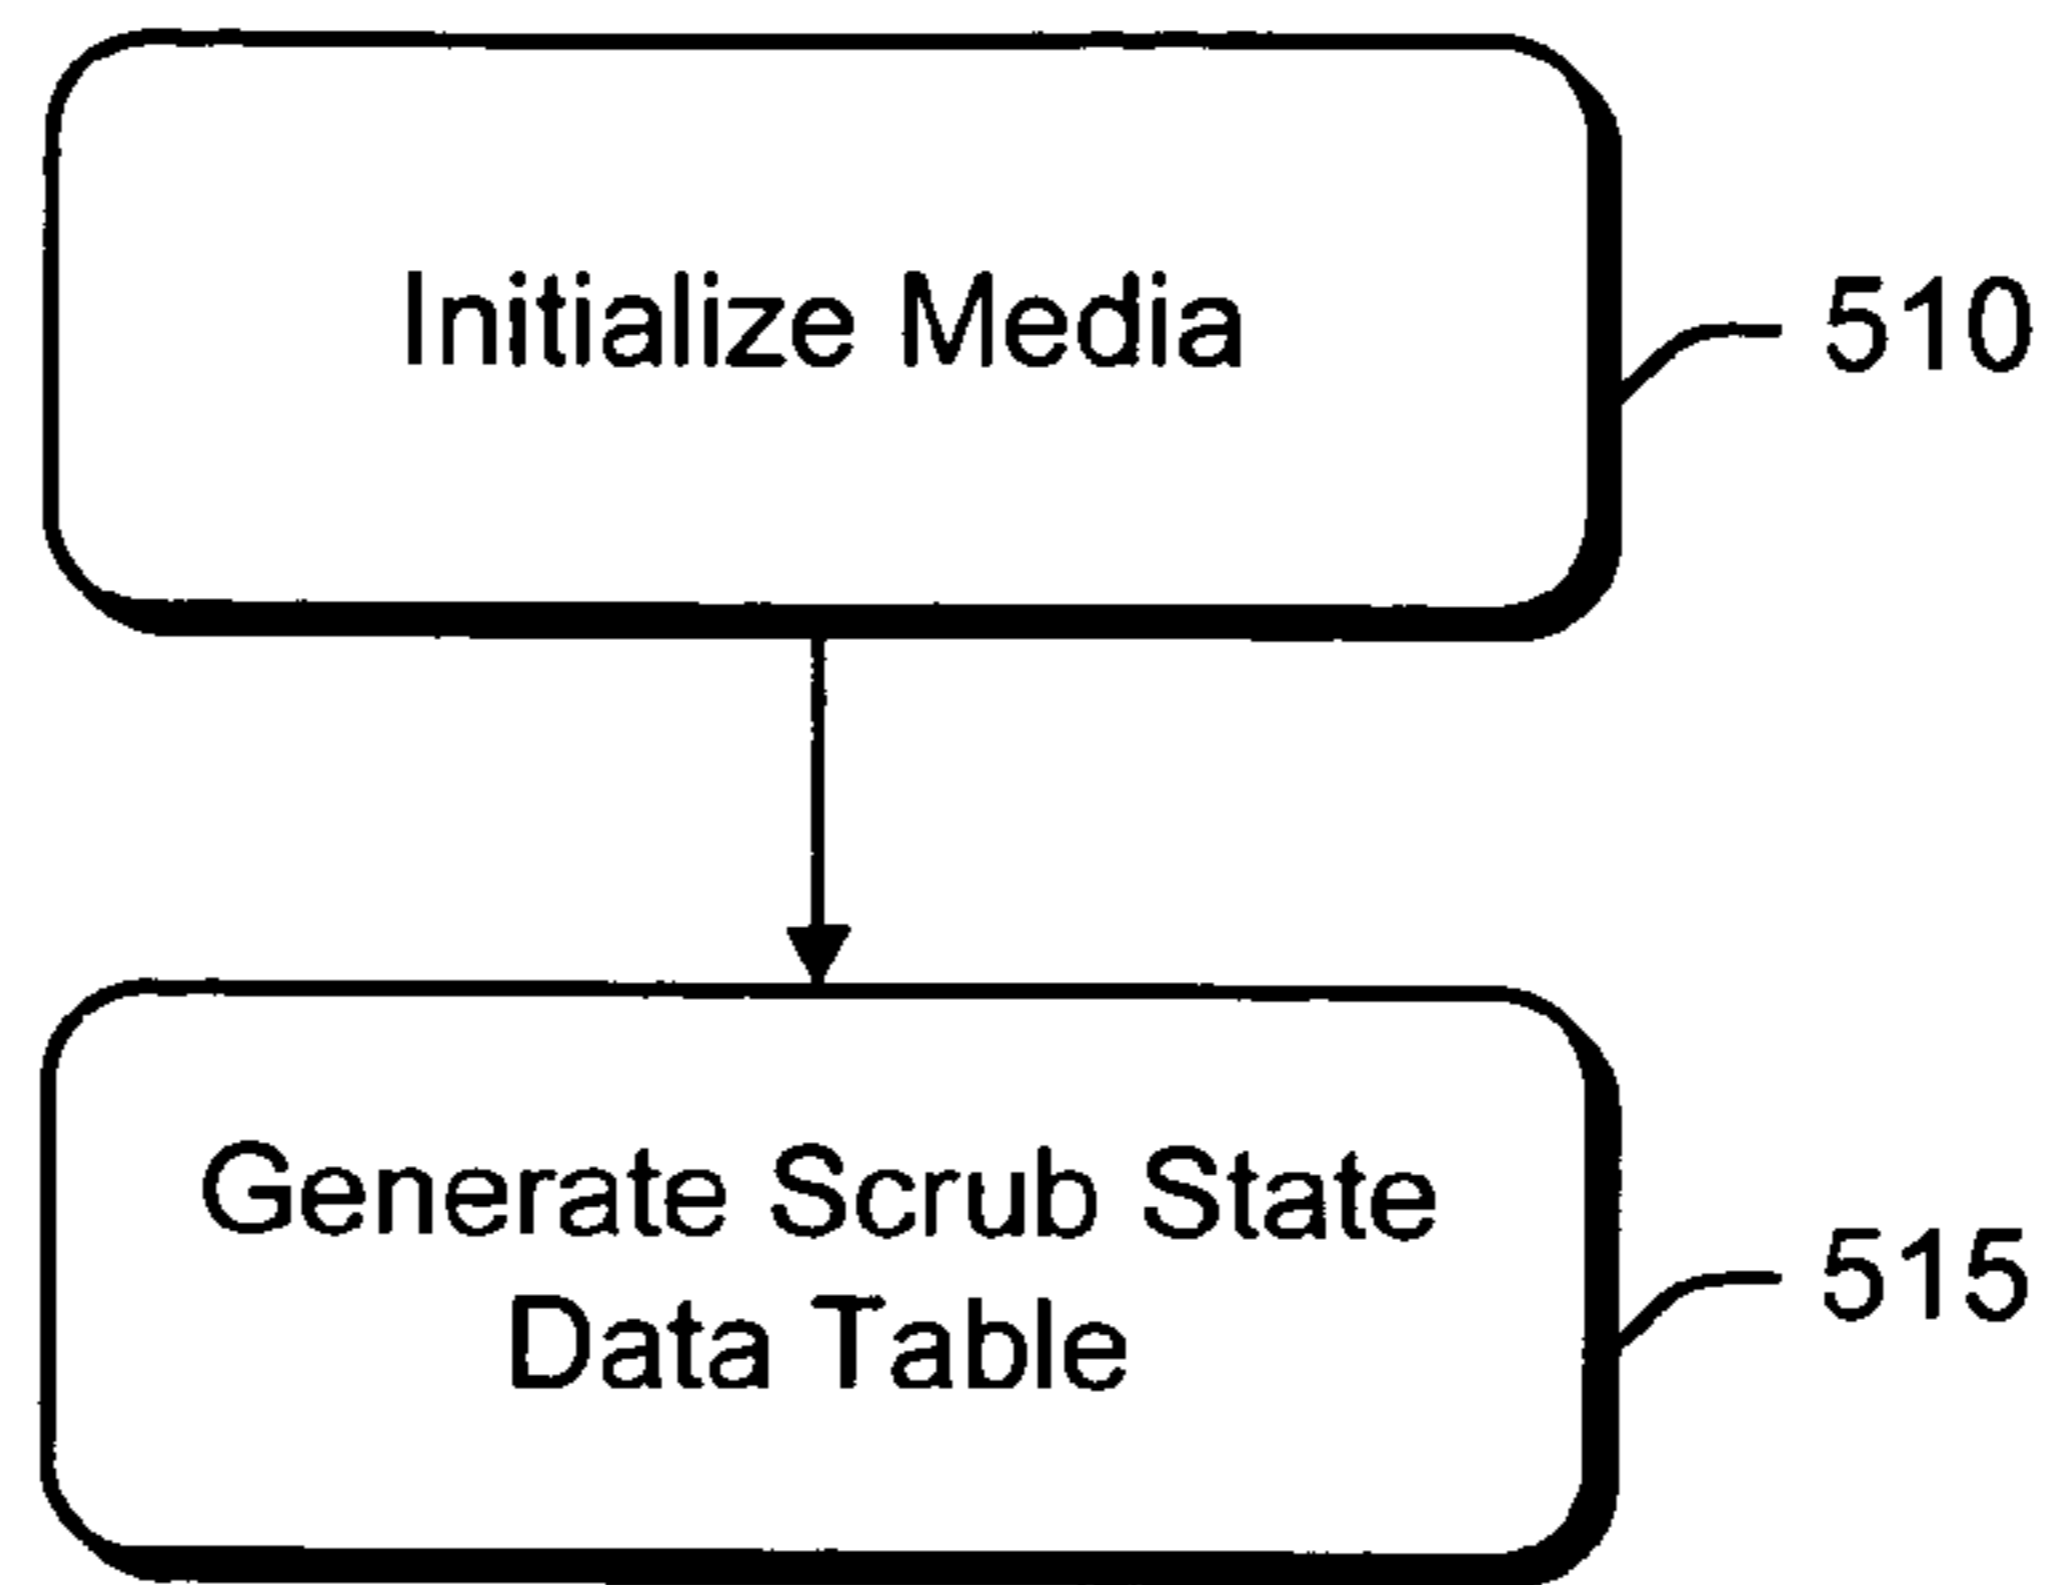 Initialize Media
510
Generate Scrub State
Data Table
515